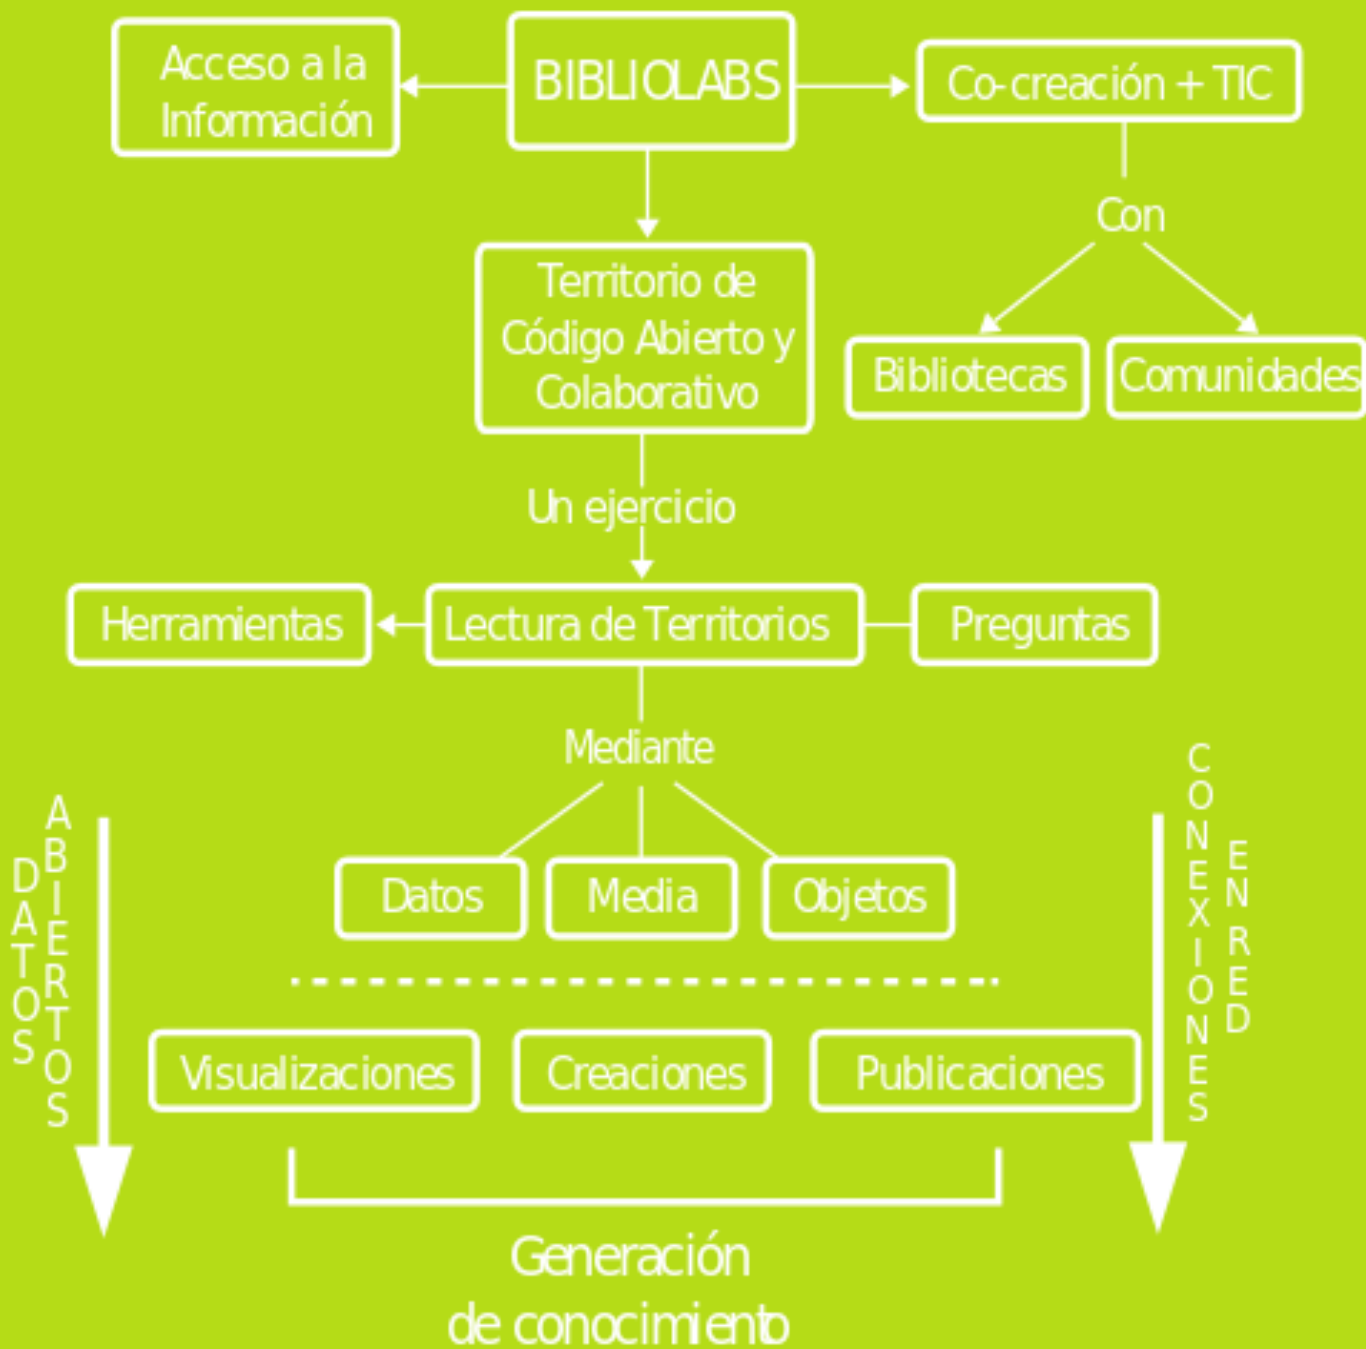 Acceso a la
Información
BIBLIOLABS
Co-creación + TIC
Con
Bibliotecas
Comunidades
Territorio de
Código Abierto y
Colaborativo
Un ejercicio
Herramientas
Lectura de Territorios
Preguntas
Mediante
Datos
Media
Objetos
DATOS
ABIERTOS
CONEXIONES
EN RED
Visualizaciones
Creaciones
Publicaciones
Generación
de conocimiento